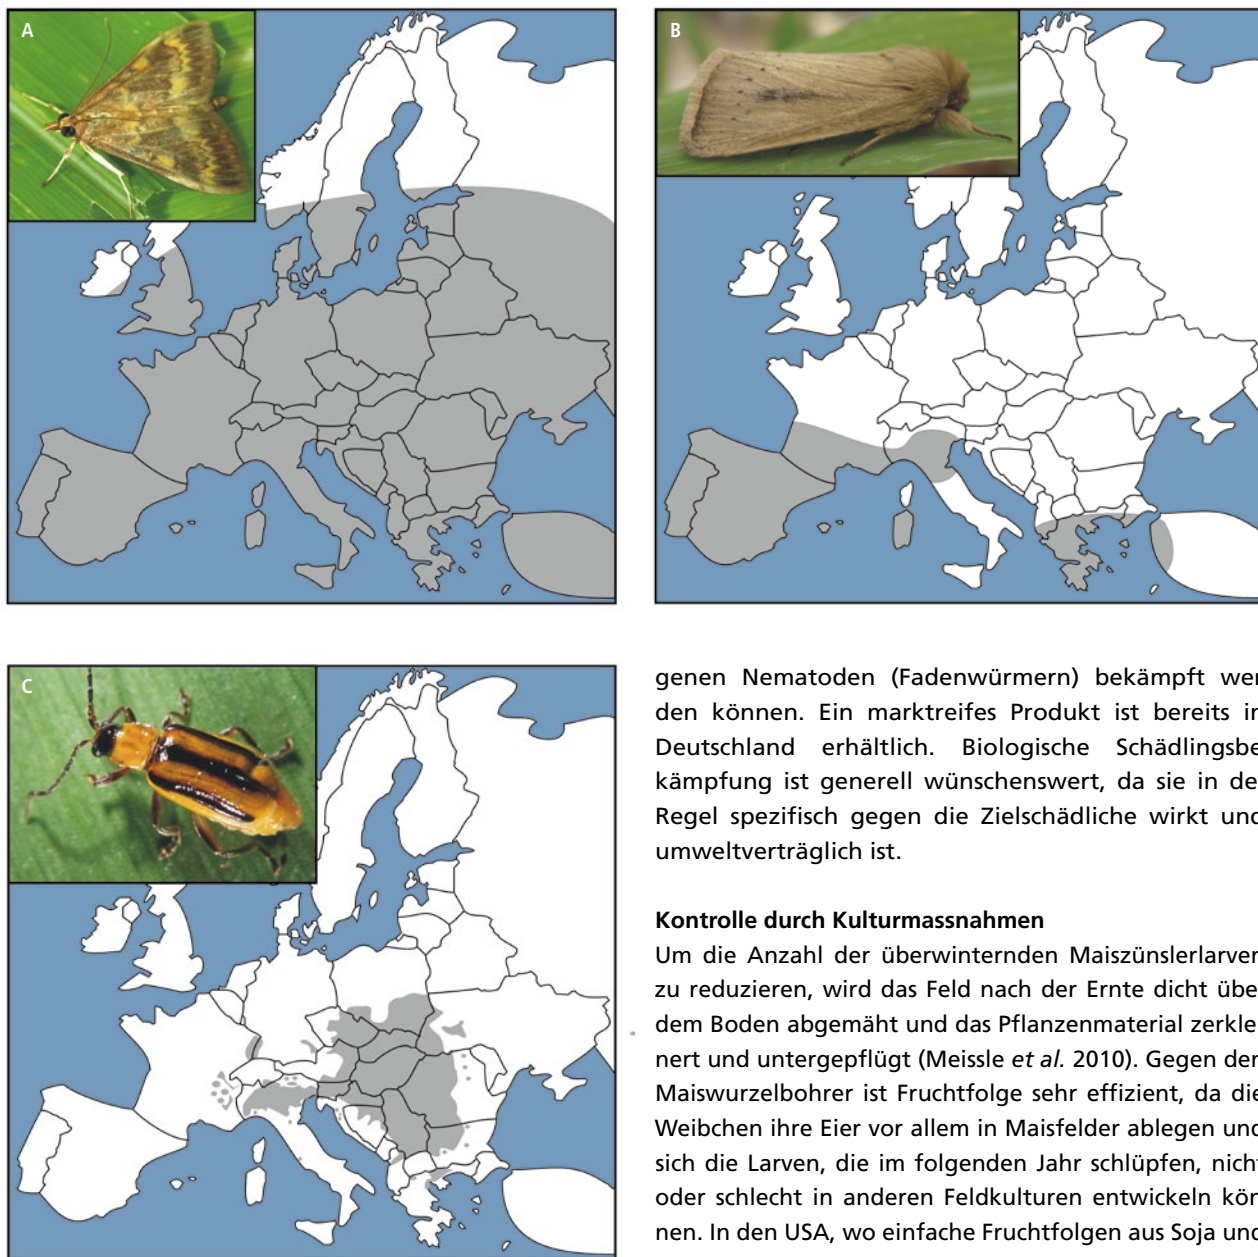 A
B
C
genen Nematoden (Fadenwürmern) bekämpft wer
den können. Ein marktreifes Produkt ist bereits in
Deutschland erhältlich. Biologische Schädlingsbe
kämpfung ist generell wünschenswert, da sie in de
Regel spezifisch gegen die Zielschädliche wirkt und
umweltverträglich ist.
Kontrolle durch Kulturmassnahmen
Um die Anzahl der überwinternden Maiszünslerlarven
zu reduzieren, wird das Feld nach der Ernte dicht übe
dem Boden abgemäht und das Pflanzenmaterial zerklei
nert und untergepflügt (Meissle et al. 2010). Gegen den
Maiswurzelbohrer ist Fruchtfolge sehr effizient, da die
Weibchen ihre Eier vor allem in Maisfelder ablegen und
sich die Larven, die im folgenden Jahr schlüpfen, nicht
oder schlecht in anderen Feldkulturen entwickeln kön
nen. In den USA, wo einfache Fruchtfolgen aus Soja und